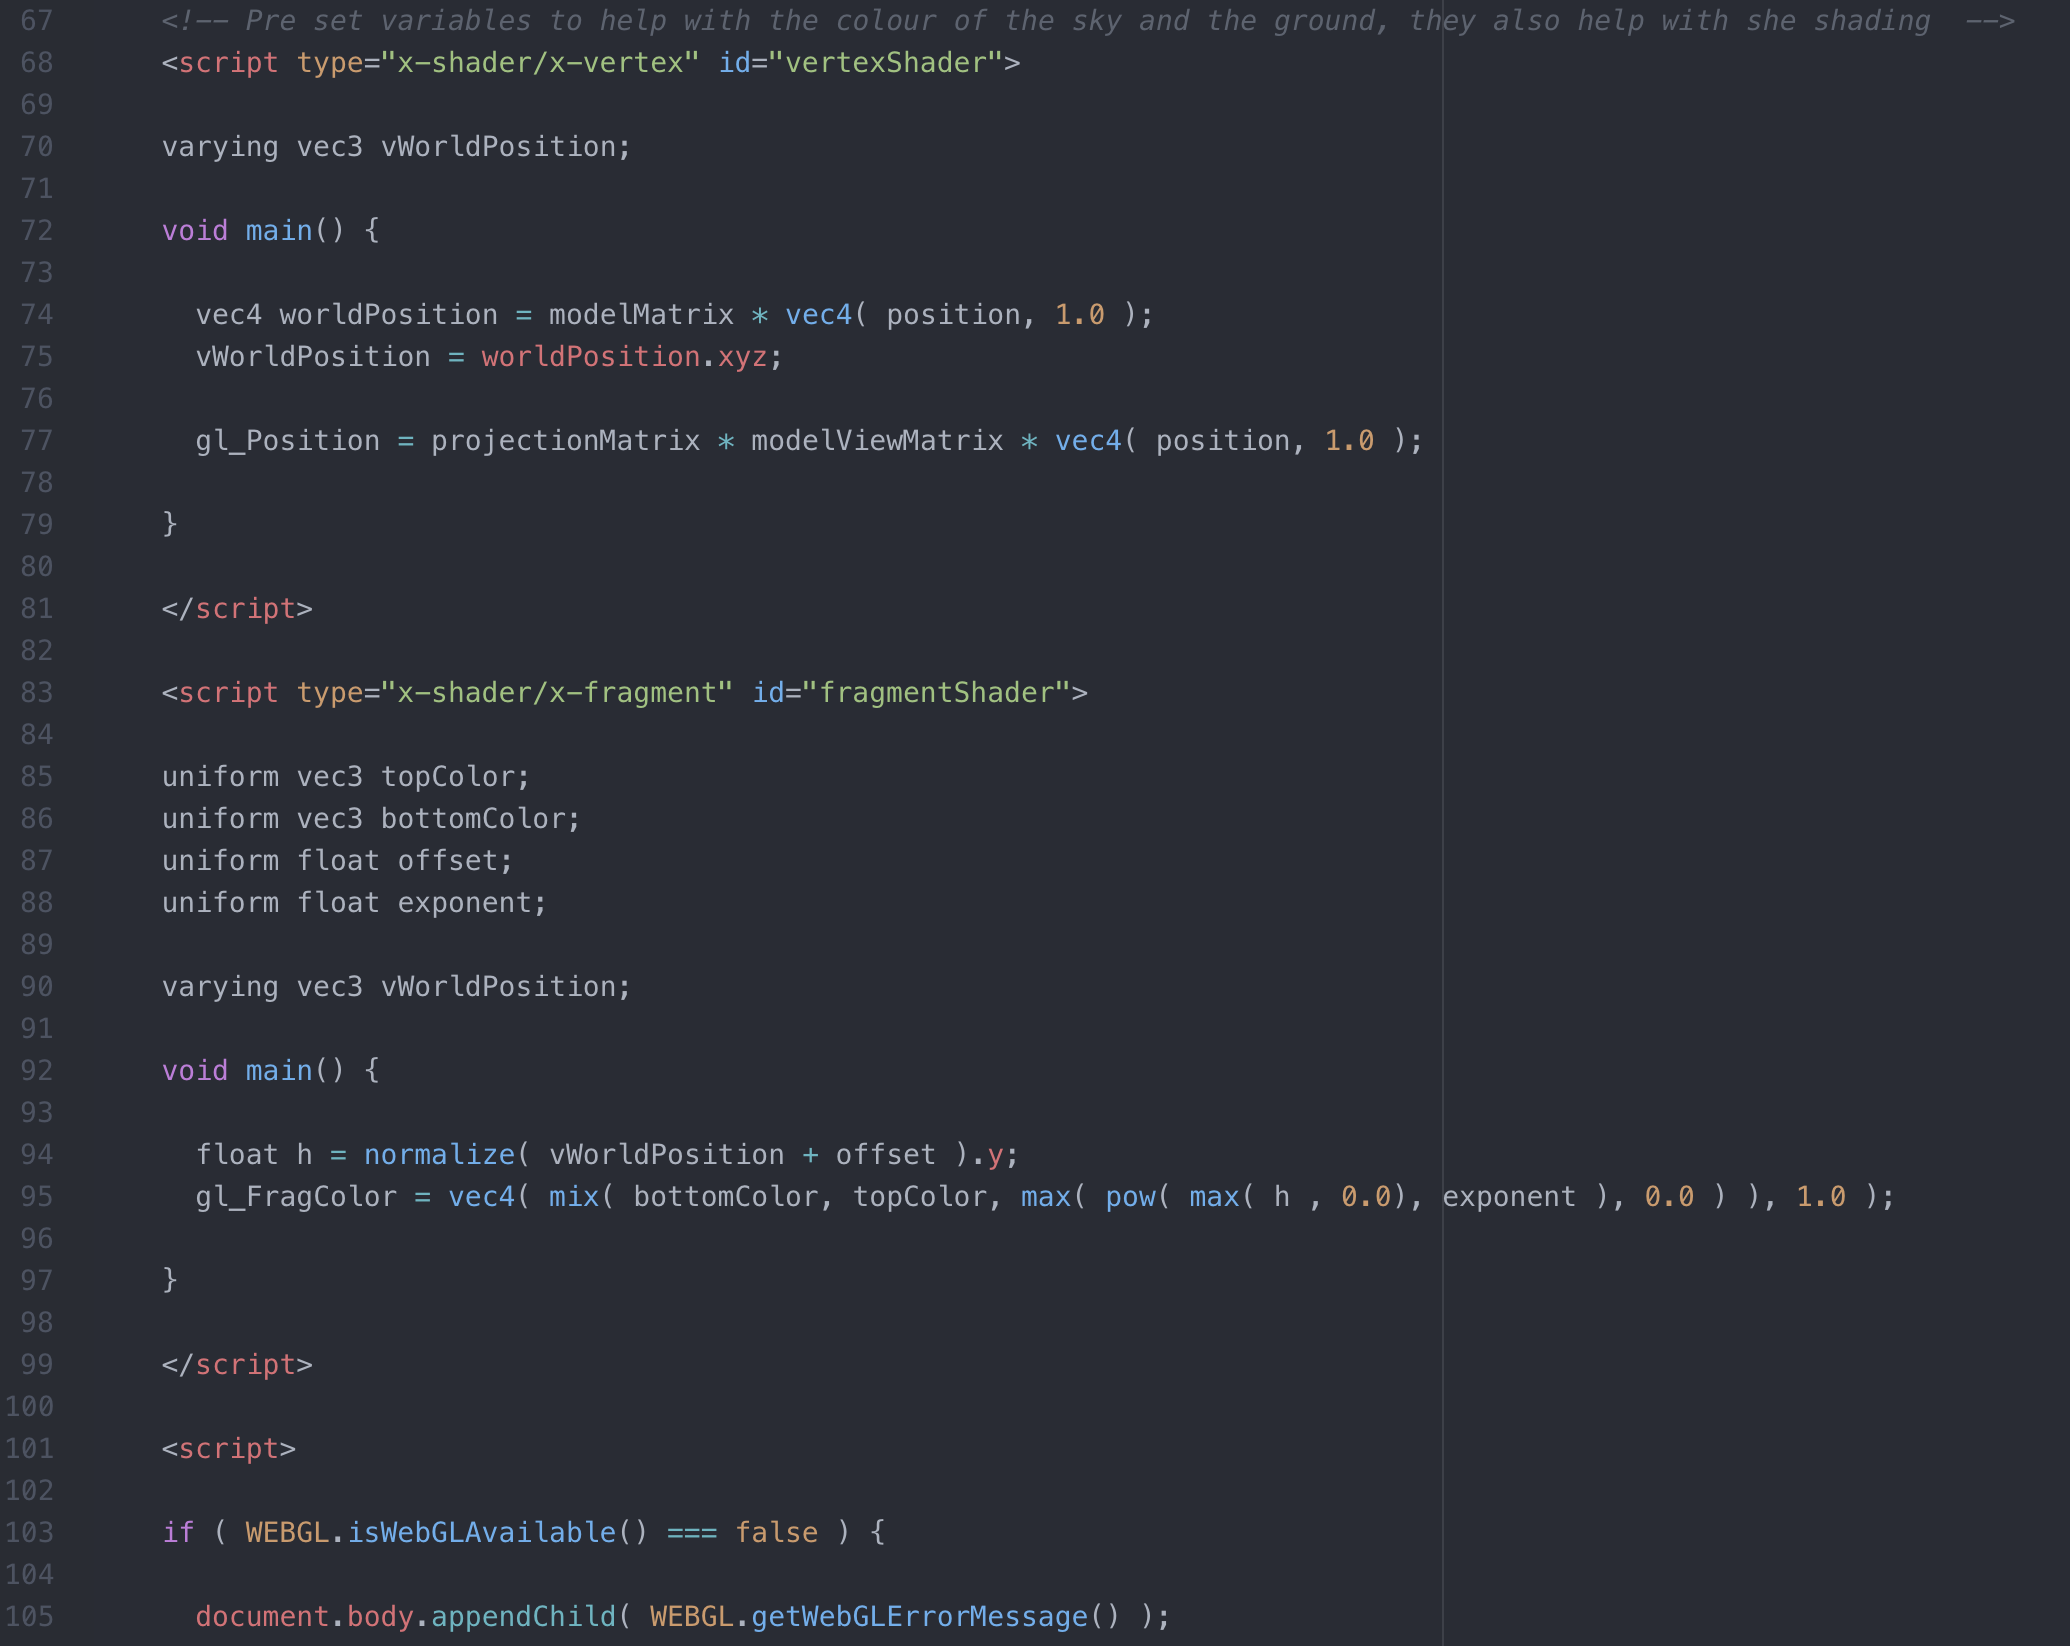 67 <!-- Pre set variables to help with the colour of the sky and the ground, they also help with she shading  -->
68 <script type="x-shader/x-vertex" id="vertexShader">
69
70 varying vec3 vWorldPosition;
71
72 void main() {
73
74   vec4 worldPosition = modelMatrix * vec4( position, 1.0 );
75   vWorldPosition = worldPosition.xyz;
76
77   gl_Position = projectionMatrix * modelViewMatrix * vec4( position, 1.0 );
78
79 }
80
81 </script>
82
83 <script type="x-shader/x-fragment" id="fragmentShader">
84
85 uniform vec3 topColor;
86 uniform vec3 bottomColor;
87 uniform float offset;
88 uniform float exponent;
89
90 varying vec3 vWorldPosition;
91
92 void main() {
93
94   float h = normalize( vWorldPosition + offset ).y;
95   gl_FragColor = vec4( mix( bottomColor, topColor, max( pow( max( h , 0.0), exponent ), 0.0 ) ), 1.0 );
96
97 }
98
99 </script>
100
101 <script>
102
103 if ( WEBGL.isWebGLAvailable() === false ) {
104
105   document.body.appendChild( WEBGL.getWebGLErrorMessage() );